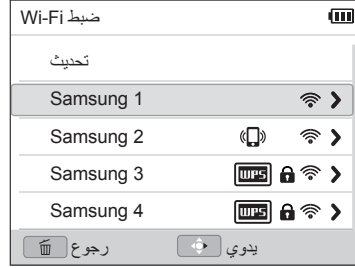 ضبط Wi-Fi
تحديث
Samsung 1
Samsung 2
Samsung 3 WPS
Samsung 4 WPS
رجوع يدوي